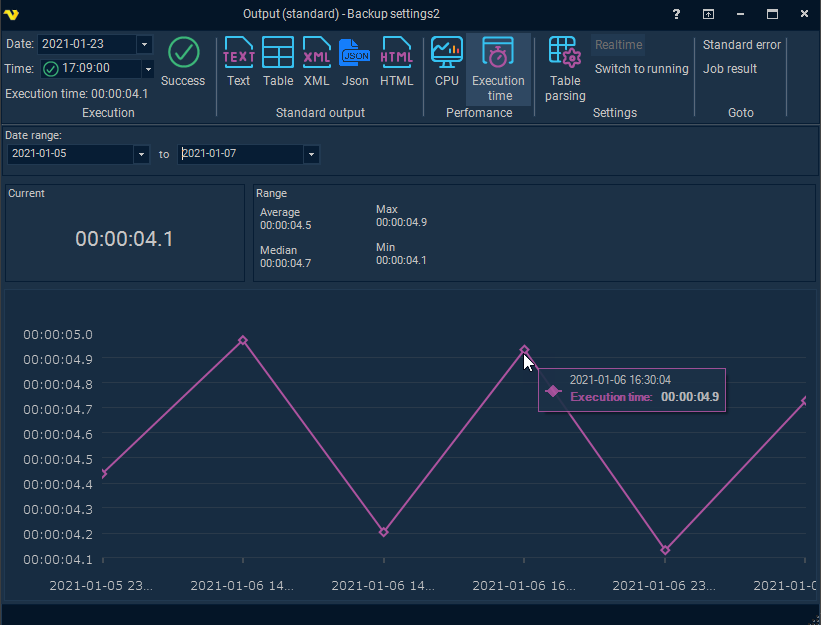 Output (standard) - Backup settings2
?
Date: 2021-01-23
Time: 17:09:00
Execution time: 00:00:04.1
Execution
Success
TEXT
XML
JSON
HTML
Text Table XML Json HTML
Standard output
CPU Execution time
Perfomance
Table parsing
Realtime
Switch to running
Settings
Standard error
Job result
Goto
Date range:
2021-01-05 to 2021-01-07
Current
00:00:04.1
Range
Average
00:00:04.5
Max
00:00:04.9
Median
00:00:04.7
Min
00:00:04.1
00:00:05.0
00:00:04.9
00:00:04.8
00:00:04.7
00:00:04.6
00:00:04.5
00:00:04.4
00:00:04.3
00:00:04.2
00:00:04.1
2021-01-06 16:30:04
Execution time: 00:00:04.9
2021-01-05 23... 2021-01-06 14... 2021-01-06 14... 2021-01-06 16... 2021-01-06 23... 2021-01-0